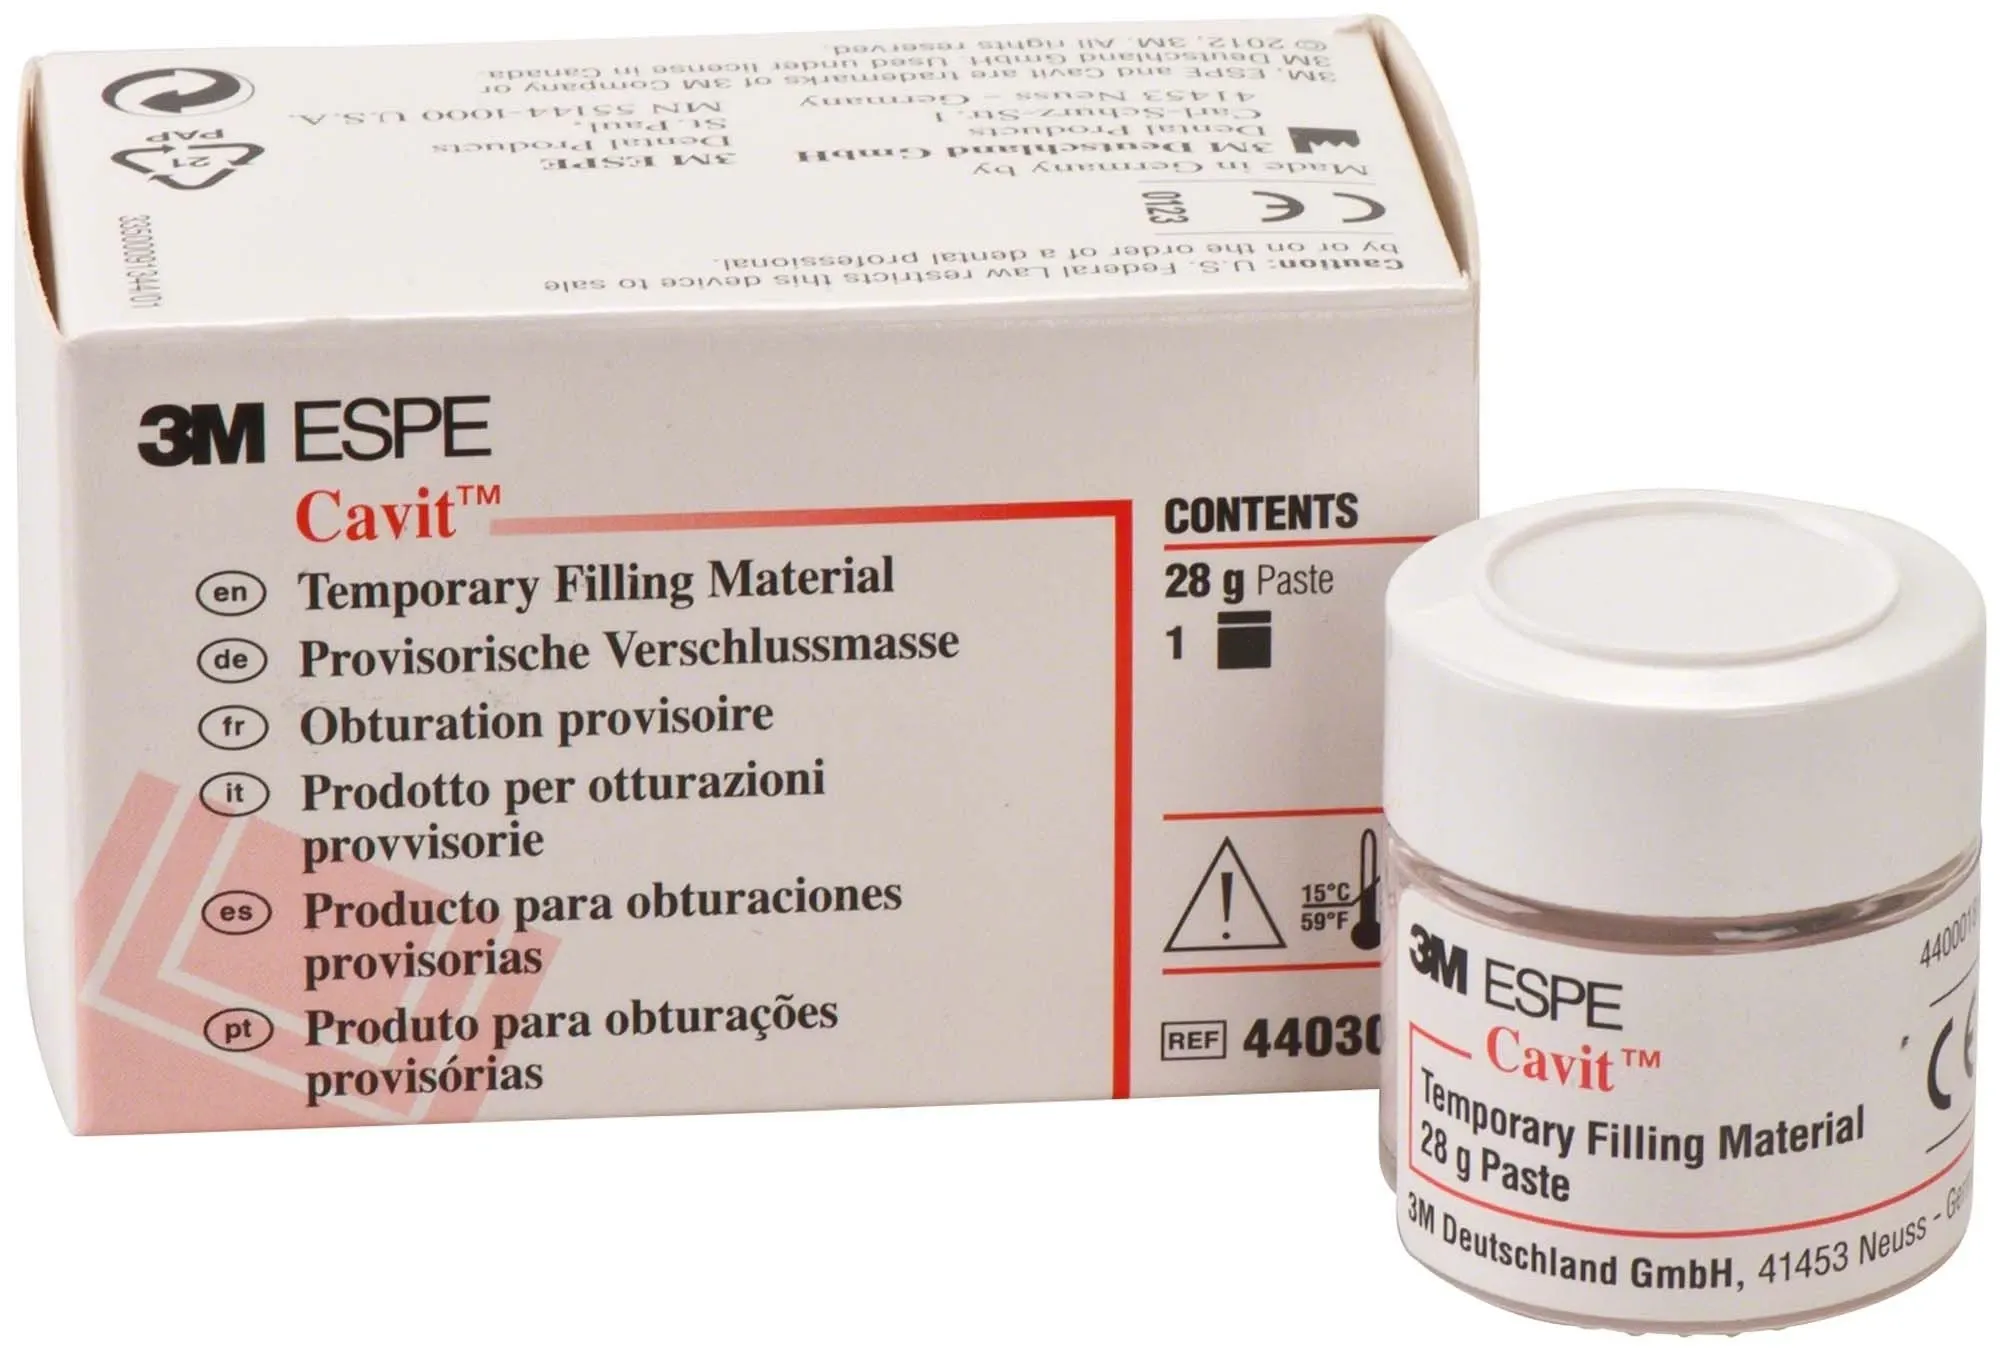 © 2012, 3M. All rights reserved.
3M Deutschland GmbH. Used under license in Canada.
3M, ESPE and Cavit are trademarks of 3M Company or
41453 Neuss - Germany
Carl-Schurz-Str. 1
Dental Products
3M Deutschland GmbH
Made in Germany by
MN 55144-1000 U.S.A.
St. Paul,
Dental Products
3M ESPE
PAP
21
CE
0123
33500091344/01
by or on the order of a dental professional.
Caution: U.S. Federal Law restricts this device to sale
3M ESPE
Cavit™
en Temporary Filling Material
de Provisorische Verschlussmasse
fr Obturation provisoire
it Prodotto per otturazioni
provvisorie
es Producto para obturaciones
provisorias
pt Produto para obturações
provisórias
CONTENTS
28 g Paste
1
!
15°C
59°F
REF
3M ESPE
Cavit™
Temporary Filling Material
28 g Paste
3M Deutschland GmbH, 41453 Neuss -
CE